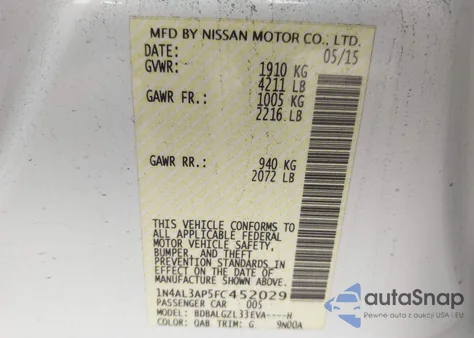 MFD BY NISSAN MOTOR CO., LTD.
DATE: 05/15
GVWR: 1910 KG
4211 LB
GAWR FR.: 1005 KG
2216 LB
GAWR RR.: 940 KG
2072 LB
THIS VEHICLE CONFORMS TO
ALL APPLICABLE FEDERAL
MOTOR VEHICLE SAFETY,
BUMPER, AND THEFT
PREVENTION STANDARDS IN
EFFECT ON THE DATE OF
MANUFACTURE SHOWN ABOVE.
1N4AL3AP5FC452029
PASSENGER CAR 005
MODEL: BDBALGZL33EVA----H
COLOR: QAB TRIM: G 9N00A
autoSnap
Powered by AuctionHistory